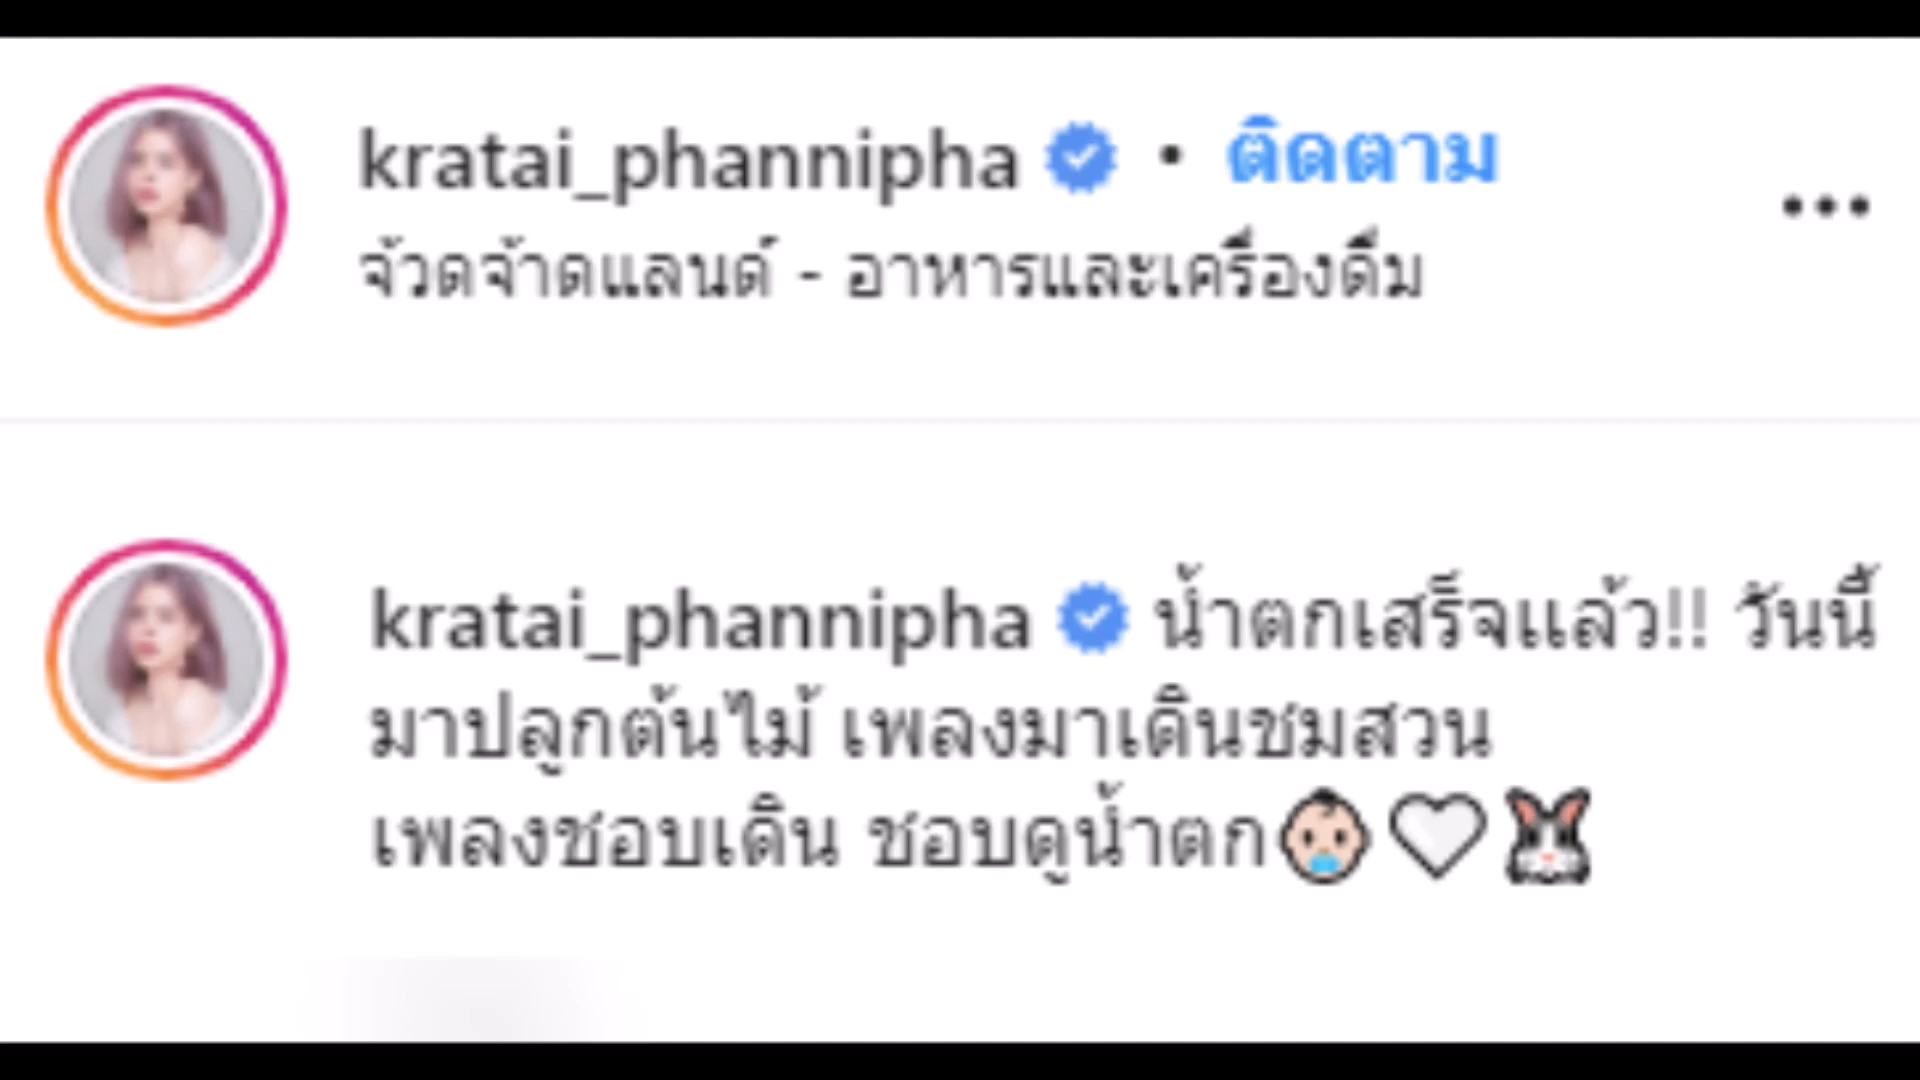 kratai_phannipha • ติดตาม
จ้วดจ้าดแลนด์ - อาหารและเครื่องดื่ม
kratai_phannipha น้ำตกเสร็จแล้ว!! วันนี้
มาปลูกต้นไม้ เพลงมาเดินชมสวน
เพลงชอบเดิน ชอบดูน้ำตก👶🤍🐰